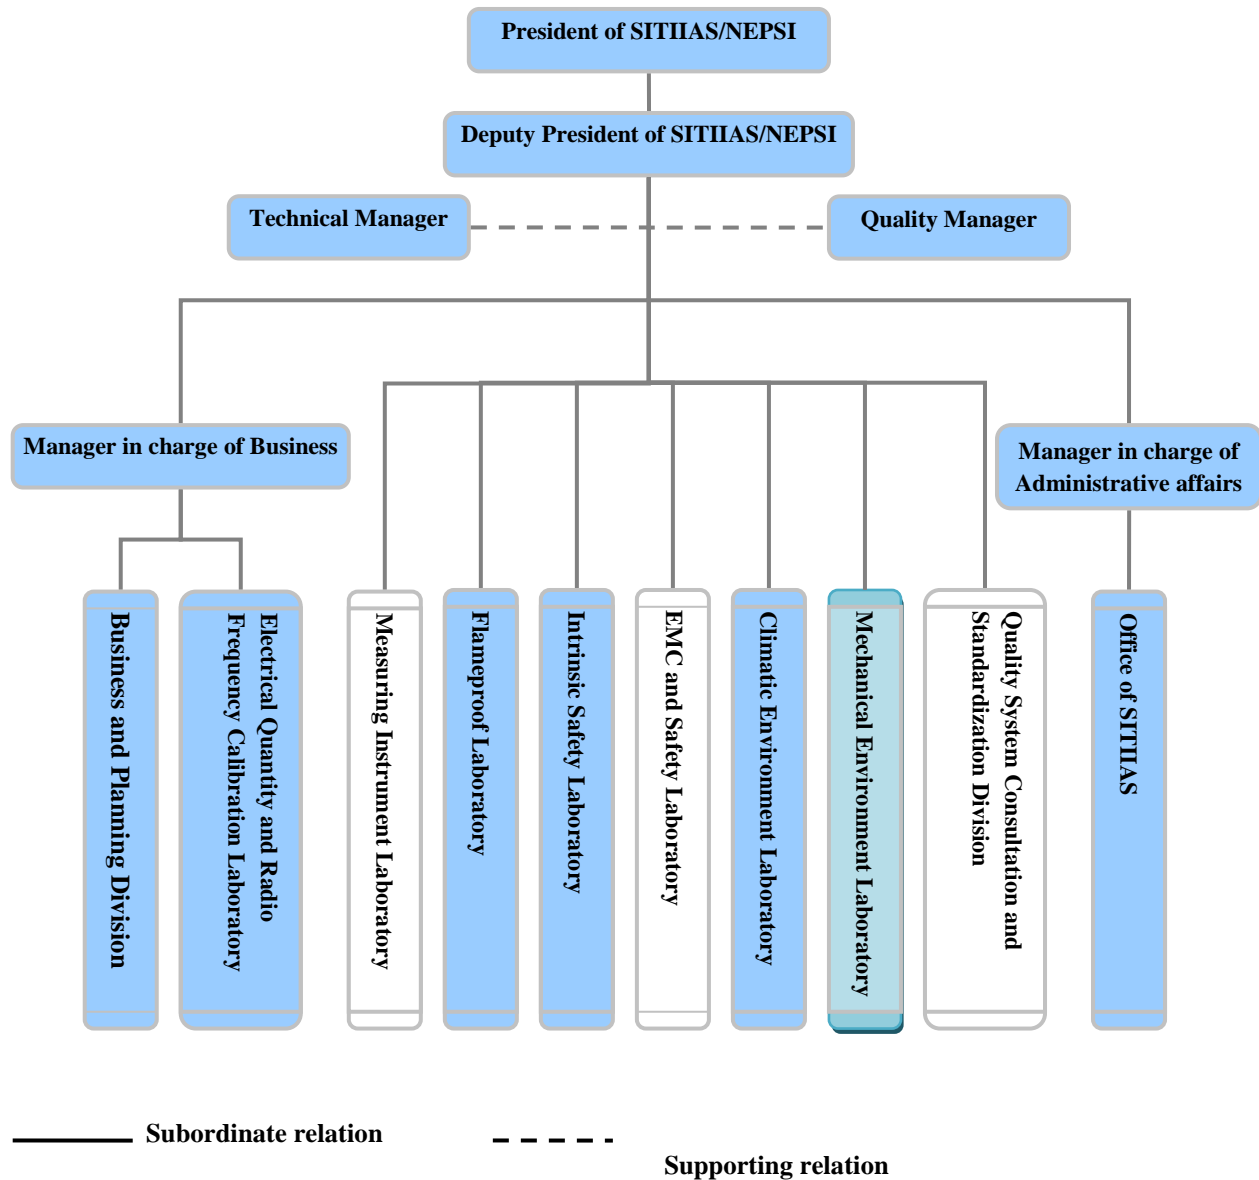 President of SITIIAS/NEPSI
Deputy President of SITIIAS/NEPSI
Technical Manager
Quality Manager
Manager in charge of Business
Manager in charge of
Administrative affairs
Business and Planning Division
Electrical Quantity and Radio
Frequency Calibration Laboratory
Measuring Instrument Laboratory
Flameproof Laboratory
Intrinsic Safety Laboratory
EMC and Safety Laboratory
Climatic Environment Laboratory
Mechanical Environment Laboratory
Quality System Consultation and
Standardization Division
Office of SITIIAS
Subordinate relation
Supporting relation